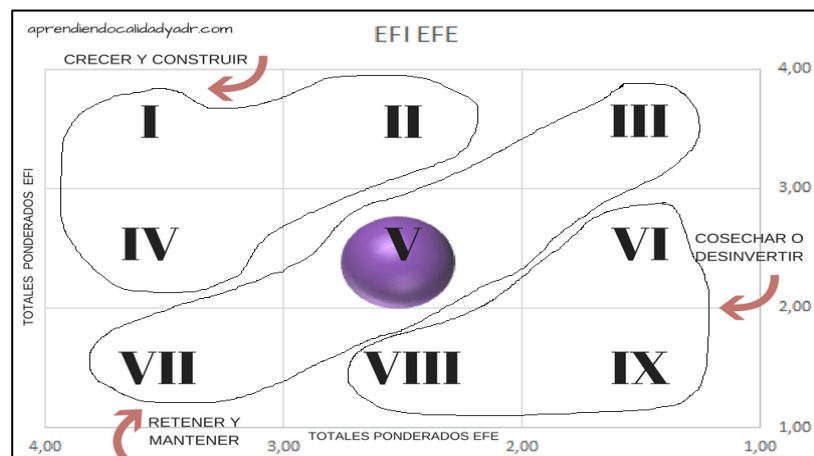 aprendiendocalidadyadr.com
EFI EFE
CRECER Y CONSTRUIR
4,00
I
II
III
TOTALES PONDERADOS EFI
3,00
IV
V
VI
COSECHAR O
DESINVERTIR
2,00
VII
VIII
IX
RETENER Y
MANTENER
TOTALES PONDERADOS EFE
1,00
4,00
3,00
2,00
1,00